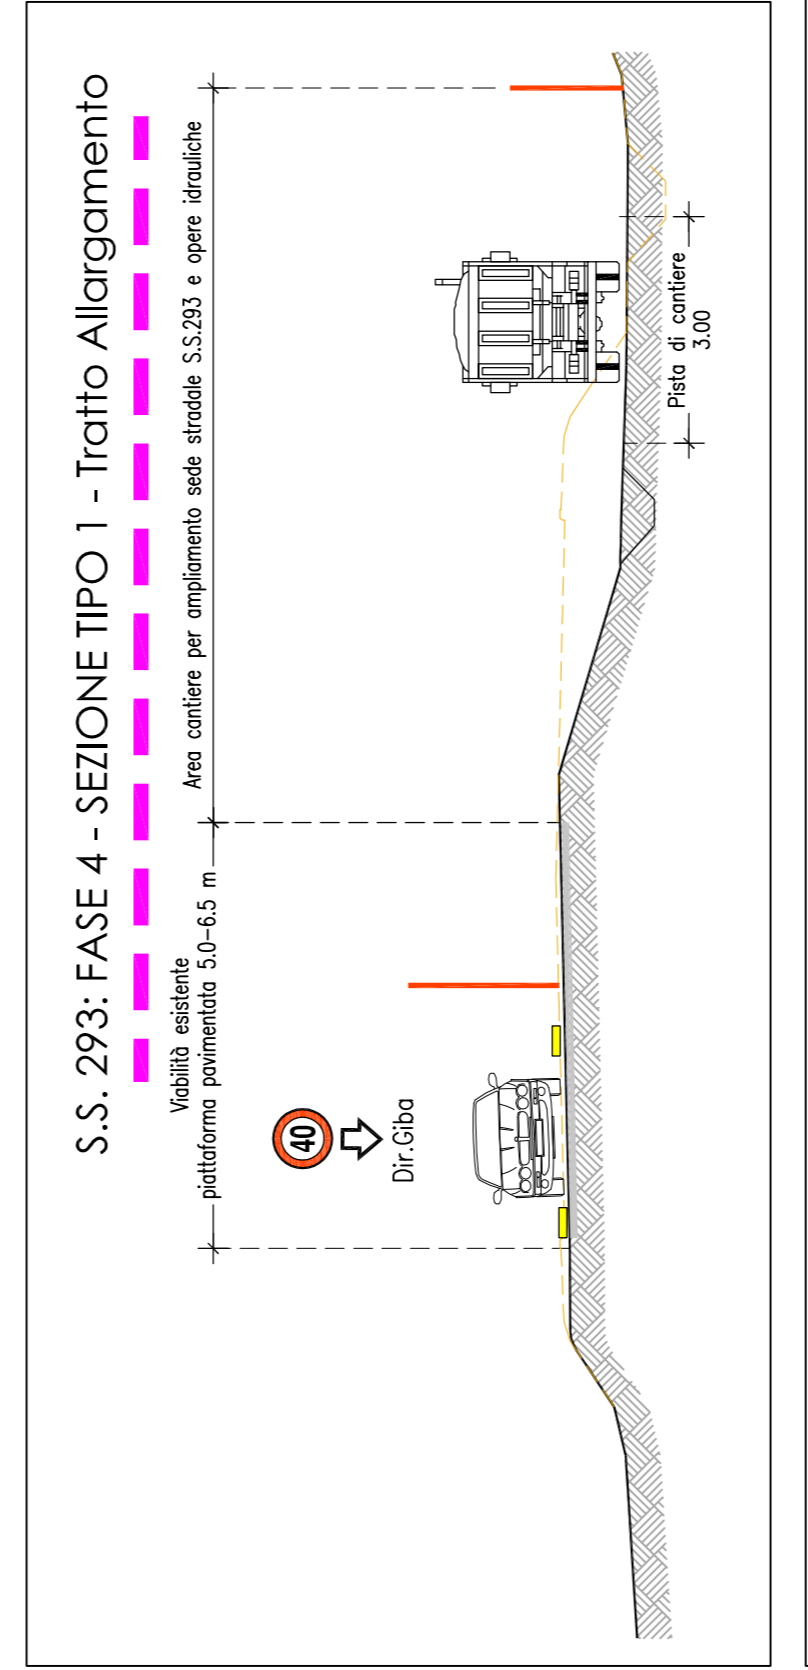 S.S. 293: FASE 4 - SEZIONE TIPO 1 - Tratto Allargamento
Viabilità esistente
piattaforma pavimentata 5.0-6.5 m
Area cantiere per ampliamento sede stradale S.S.293 e opere idrauliche
40
Dir.Giba
Pista di cantiere
3.00